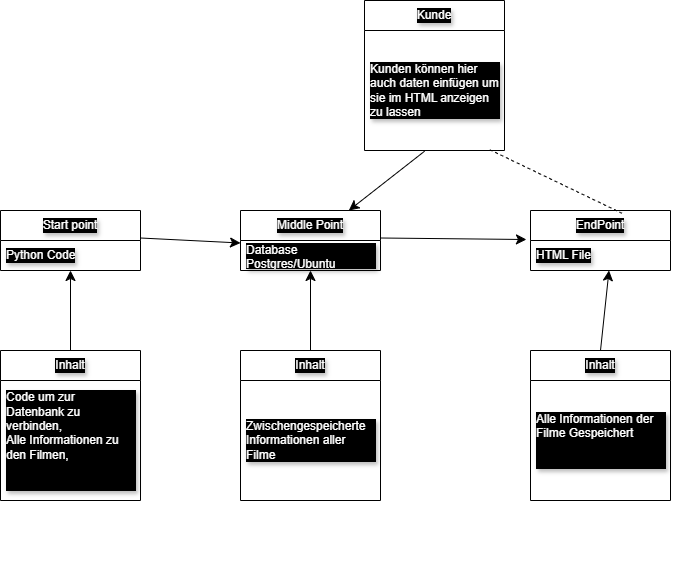 Kunde
Kunden können hier
auch daten einfügen um
sie im HTML anzeigen
zu lassen
Start point
Python Code
Middle Point
Database
Postgres/Ubuntu
EndPoint
HTML File
Inhalt
Code um zur
Datenbank zu
verbinden,
Alle Informationen zu
den Filmen,
Inhalt
Zwischengespeicherte
Informationen aller
Filme
Inhalt
Alle Informationen der
Filme Gespeichert